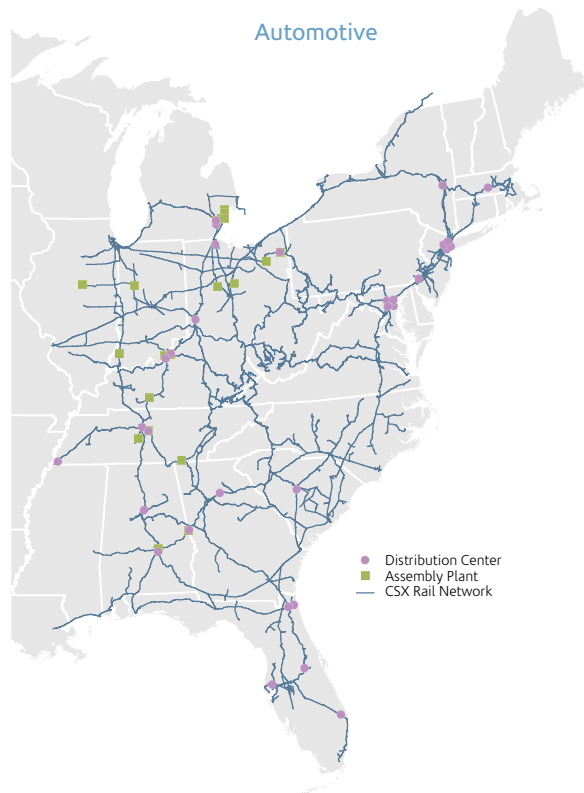 Automotive
Distribution Center
Assembly Plant
CSX Rail Network